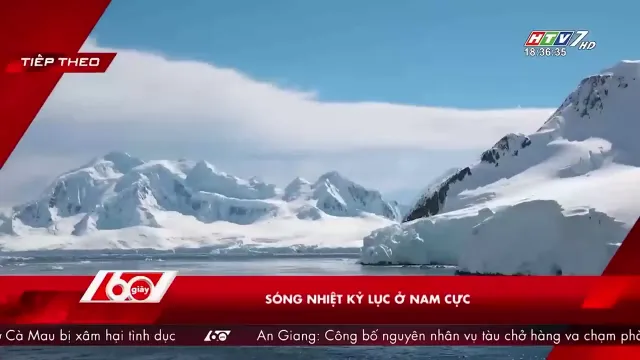 HTV7 HD
18:36:35
TIẾP THEO
60 giây
SÓNG NHIỆT KỶ LỤC Ở NAM CỰC
Cà Mau bị xâm hại tình dục 60 An Giang: Công bố nguyên nhân vụ tàu chở hàng va chạm